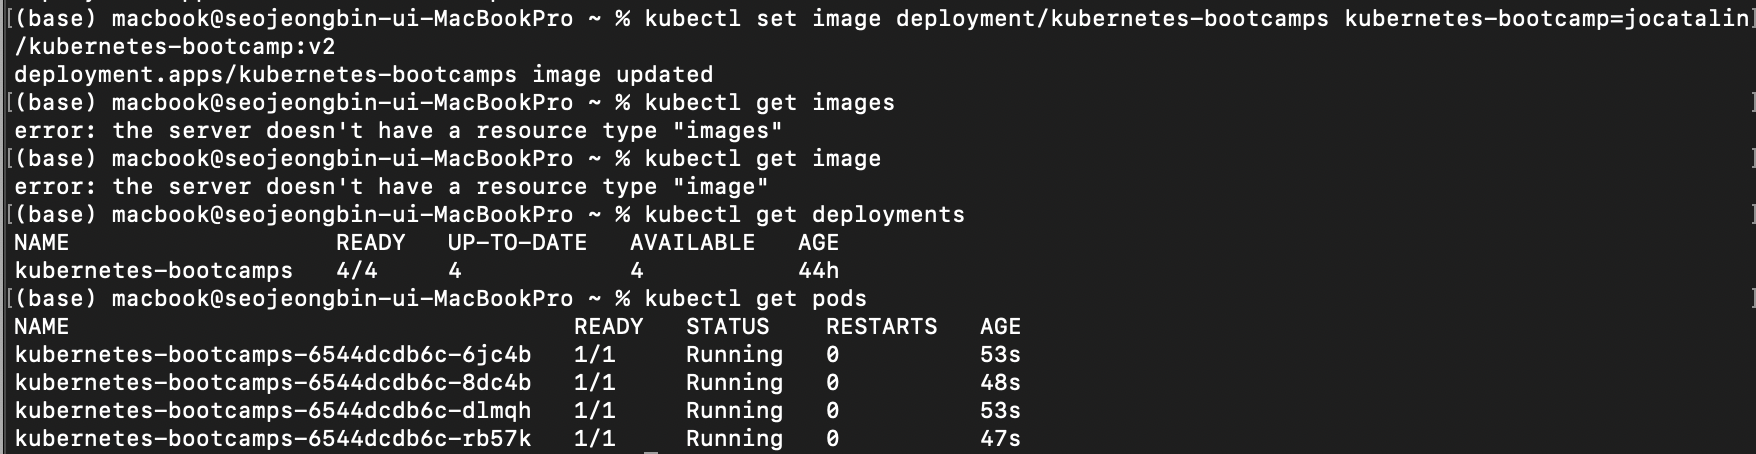 [(base) macbook@seojeongbin-ui-MacBookPro ~ % kubectl set image deployment/kubernetes-bootcamps kubernetes-bootcamp=jocatalin]
/kubernetes-bootcamp:v2
deployment.apps/kubernetes-bootcamps image updated
[(base) macbook@seojeongbin-ui-MacBookPro ~ % kubectl get images ]
error: the server doesn't have a resource type "images"
[(base) macbook@seojeongbin-ui-MacBookPro ~ % kubectl get image ]
error: the server doesn't have a resource type "image"
[(base) macbook@seojeongbin-ui-MacBookPro ~ % kubectl get deployments ]
NAME READY UP-TO-DATE AVAILABLE AGE
kubernetes-bootcamps 4/4 4 4 44h
[(base) macbook@seojeongbin-ui-MacBookPro ~ % kubectl get pods ]
NAME READY STATUS RESTARTS AGE
kubernetes-bootcamps-6544dcdb6c-6jc4b 1/1 Running 0 53s
kubernetes-bootcamps-6544dcdb6c-8dc4b 1/1 Running 0 48s
kubernetes-bootcamps-6544dcdb6c-dlmqh 1/1 Running 0 53s
kubernetes-bootcamps-6544dcdb6c-rb57k 1/1 Running 0 47s